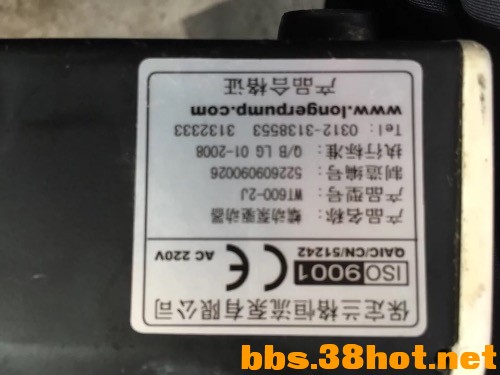 保定兰格恒流泵有限公司
ISO 9001 CE
QAIC/CN/51242 AC 220V
产品名称: 蠕动泵驱动器
产品型号: WT600-2J
制造编号: 522609090026
执行标准: Q/B LG 01-2008
Tel: 0312-3138553 3132333
www.longerpump.com
产品合格证
bbs.38hot.net